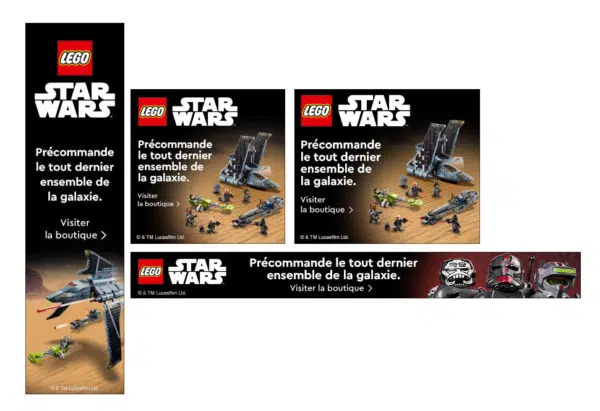 LEGO
STAR
WARS
Précommande
le tout dernier
ensemble de
la galaxie.
Visiter
la boutique >
© & TM Lucasfilm Ltd.
LEGO
STAR
WARS
Précommande
le tout dernier
ensemble de
la galaxie.
Visiter
la boutique >
© & TM Lucasfilm Ltd.
LEGO
STAR
WARS
Précommande
le tout dernier
ensemble de
la galaxie.
Visiter
la boutique >
© & TM Lucasfilm Ltd.
LEGO
STAR
WARS
© & TM Lucasfilm Ltd.
Précommande le tout dernier
ensemble de la galaxie.
Visiter la boutique >